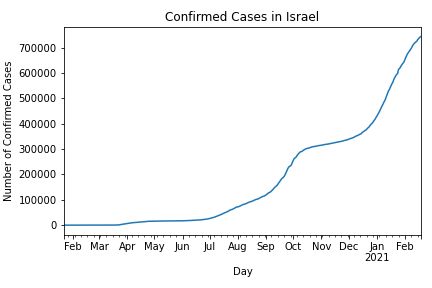 Confirmed Cases in Israel
Number of Confirmed Cases
700000
600000
500000
400000
300000
200000
100000
0
Feb Mar Apr May Jun Jul Aug Sep Oct Nov Dec Jan Feb
2021
Day